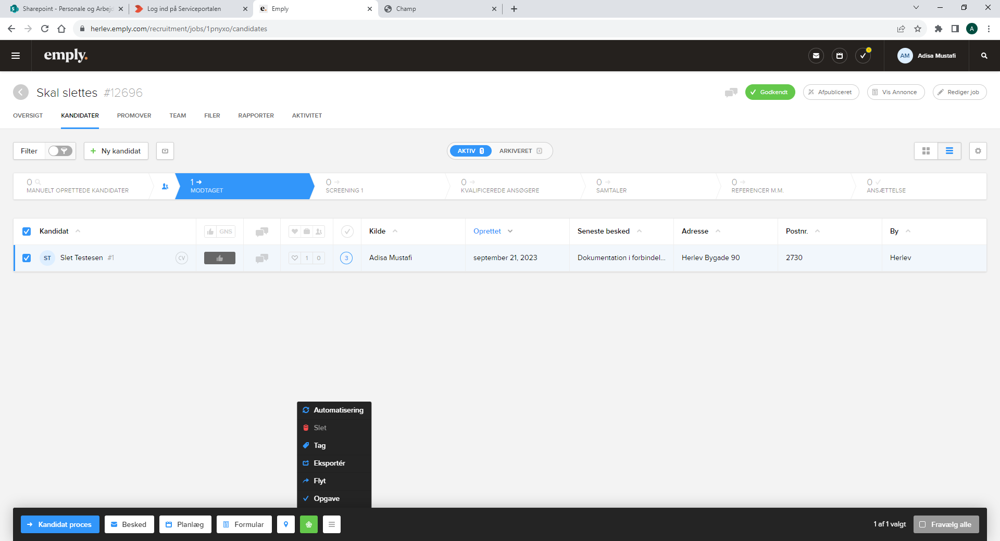 Sharepoint - Personale og Arbejd
Log ind på Serviceportalen
e. Emply
Champ
herlev.emply.com/recruitment/jobs/1pnyxo/candidates
A
emply.
AM Adisa Mustafi
Skal slettes #12696
Godkendt
Afpubliceret
Vis Annonce
Rediger job
OVERSIGT
KANDIDATER
PROMOVER
TEAM
FILER
RAPPORTER
AKTIVITET
Filter
+ Ny kandidat
AKTIV 1
ARKIVERET 0
0
MANUELT OPRETTEDE KANDIDATER
1
MODTAGET
0
SCREENING 1
0
KVALIFICEREDE ANSØGERE
0
SAMTALER
0
REFERENCER M.M.
0
ANSÆTTELSE
Kandidat GNS Kilde Oprettet Seneste besked Adresse Postnr. By
ST Slet Testesen #1 CV 1 0 3 Adisa Mustafi september 21, 2023 Dokumentation i forbindel... Herlev Bygade 90 2730 Herlev
Automatisering
Slet
Tag
Eksportér
Flyt
Opgave
Kandidat proces
Besked
Planlæg
Formular
1 af 1 valgt
Fravælg alle